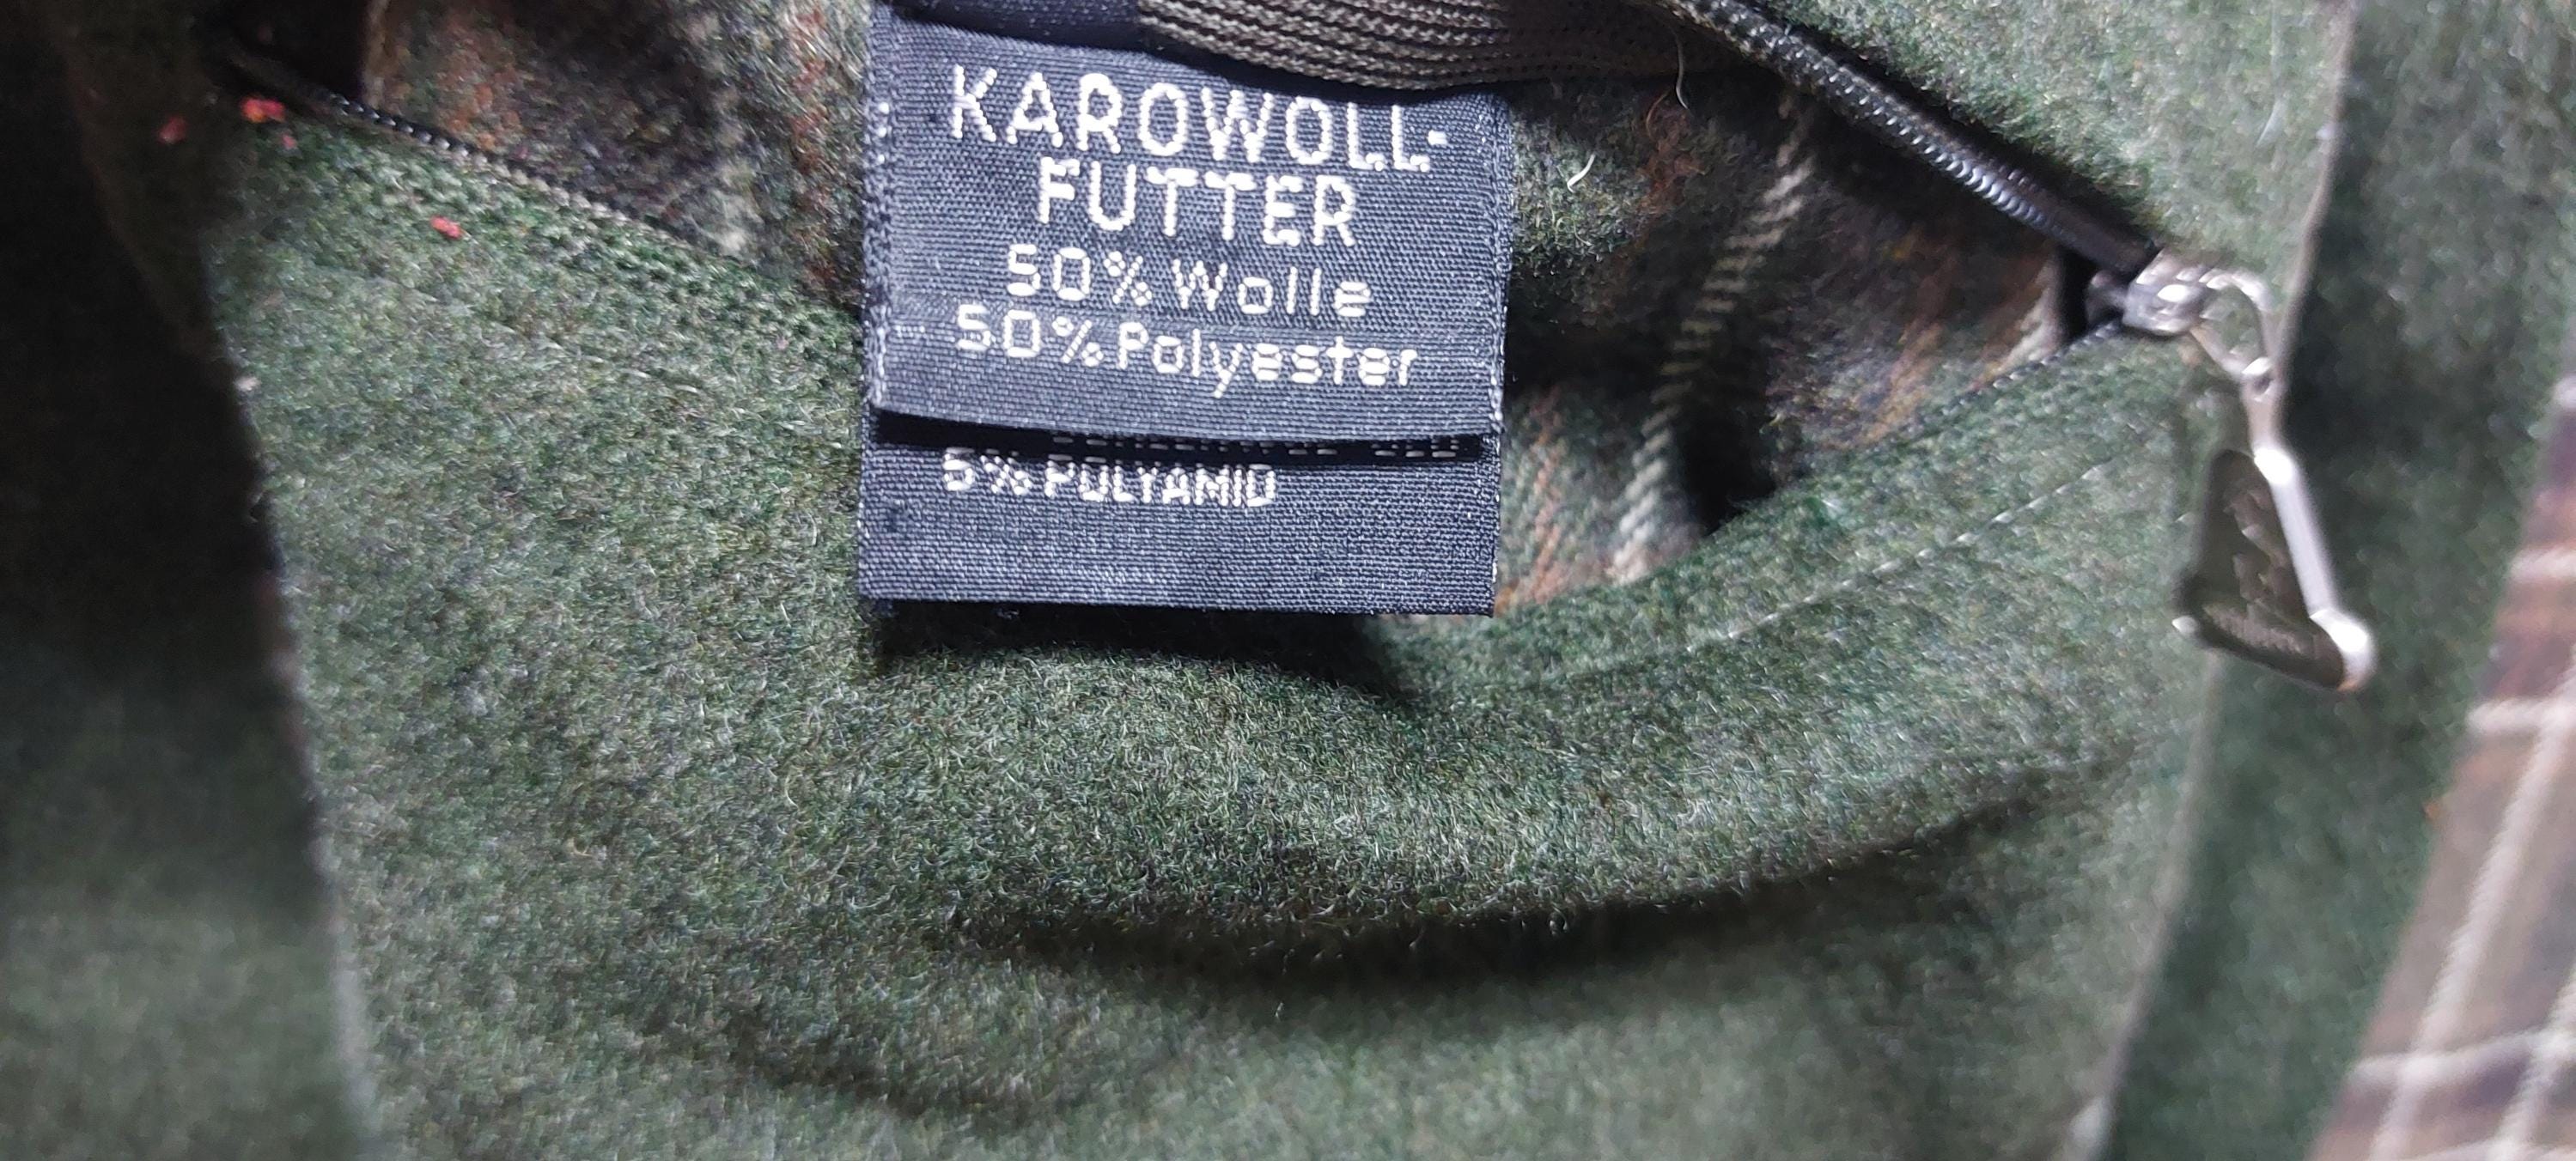 KAROWOLL-
FUTTER
50% Wolle
50% Polyester
5% POLYAMID